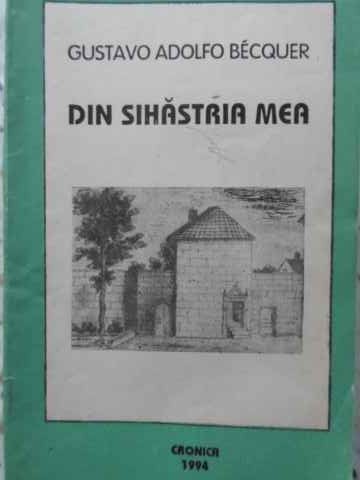 GUSTAVO ADOLFO BÉCQUER
DIN SIHĂSTRIA MEA
CRONICA
1994